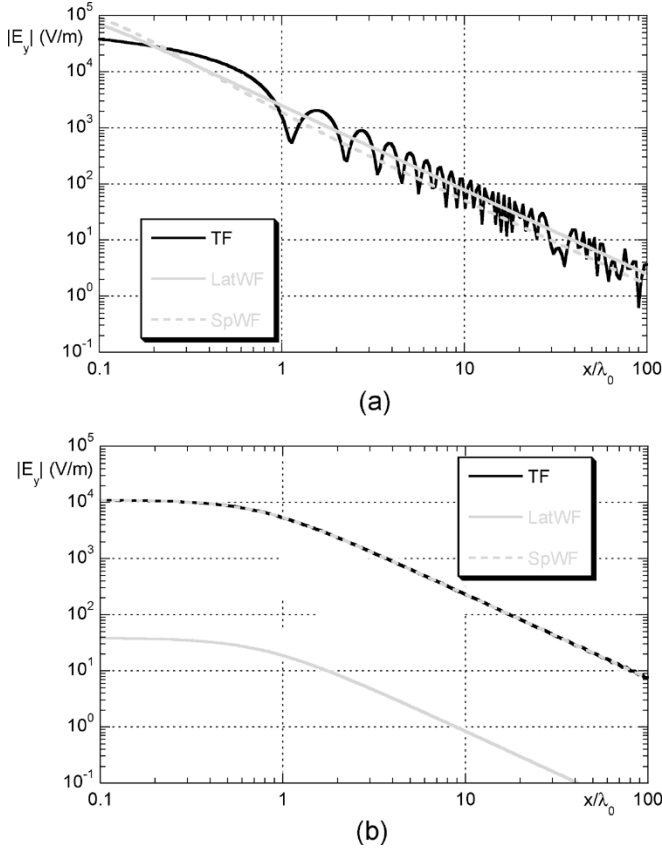 10^5
|E_y| (V/m)
10^4
10^3
10^2
10^1
10^0
10^-1
TF
LatWF
SpWF
0.1
1
10
x/λ_0
100
(a)
10^5
|E_y| (V/m)
10^4
10^3
10^2
10^1
10^0
10^-1
TF
LatWF
SpWF
0.1
1
10
x/λ_0
100
(b)